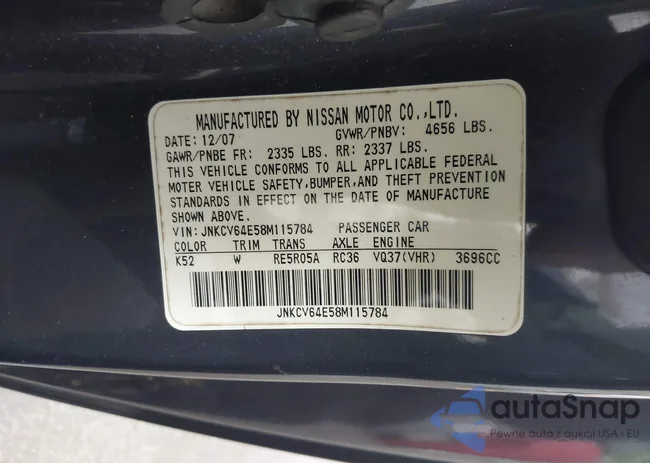 MANUFACTURED BY NISSAN MOTOR CO.,LTD.
DATE: 12/07 GVWR/PNBV: 4656 LBS.
GAWR/PNBE FR: 2335 LBS. RR: 2337 LBS.
THIS VEHICLE CONFORMS TO ALL APPLICABLE FEDERAL
MOTER VEHICLE SAFETY,BUMPER,AND THEFT PREVENTION
STANDARDS IN EFFECT ON THE DATE OF MANUFACTURE
SHOWN ABOVE.
VIN: JNKCV64E58M115784 PASSENGER CAR
COLOR TRIM TRANS AXLE ENGINE
K52 W RE5R05A RC36 VQ37(VHR) 3696CC
JNKCV64E58M115784
autaSnap
Pewne auta z aukcji USA i EU